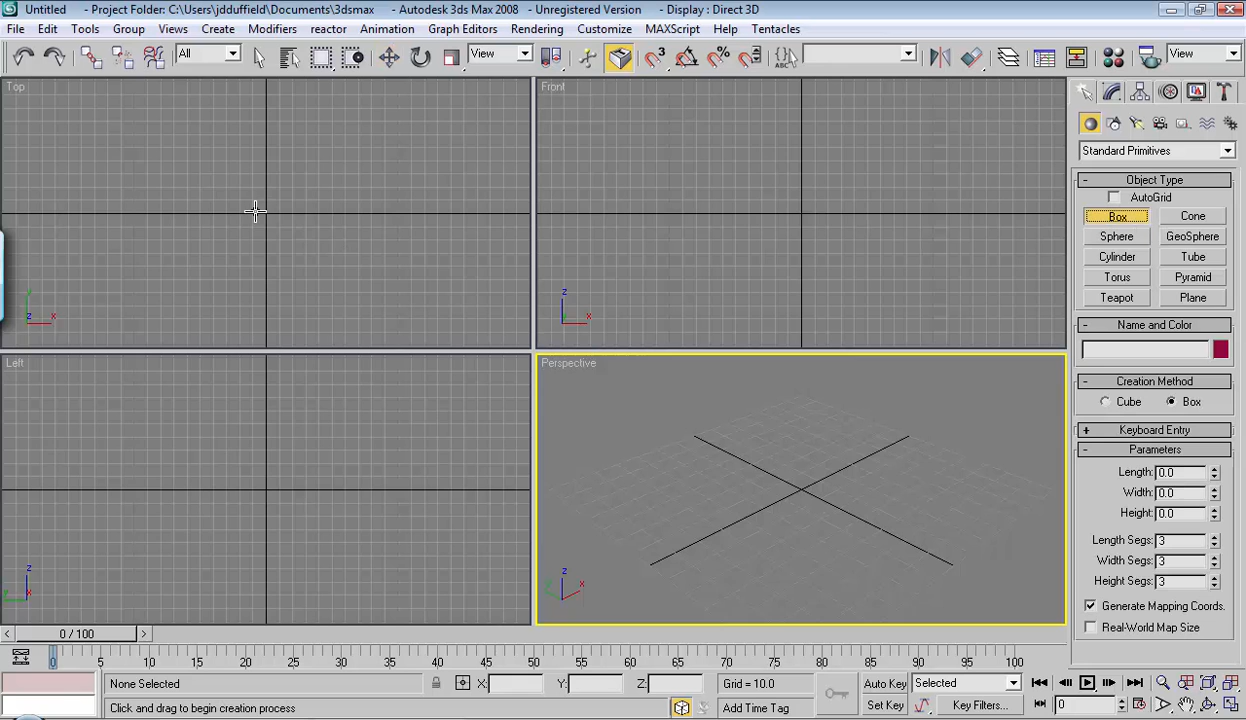 Untitled - Project Folder: C:\Users\jdduffield\Documents\3dsmax - Autodesk 3ds Max 2008 - Unregistered Version - Display : Direct 3D
File Edit Tools Group Views Create Modifiers reactor Animation Graph Editors Rendering Customize MAXScript Help Tentacles
All View 3 % ABC View
Top Front
y z x z x
Left Perspective
z x y z x y
Standard Primitives
- Object Type
AutoGrid
Box Cone
Sphere GeoSphere
Cylinder Tube
Torus Pyramid
Teapot Plane
- Name and Color
- Creation Method
Cube Box
+ Keyboard Entry
- Parameters
Length: 0.0
Width: 0.0
Height: 0.0
Length Segs: 3
Width Segs: 3
Height Segs: 3
Generate Mapping Coords.
Real-World Map Size
< 0 / 100 >
0 5 10 15 20 25 30 35 40 45 50 55 60 65 70 75 80 85 90 95 100
None Selected X: Y: Z: Grid = 10.0 Auto Key Selected
Click and drag to begin creation process Add Time Tag Set Key Key Filters... 0